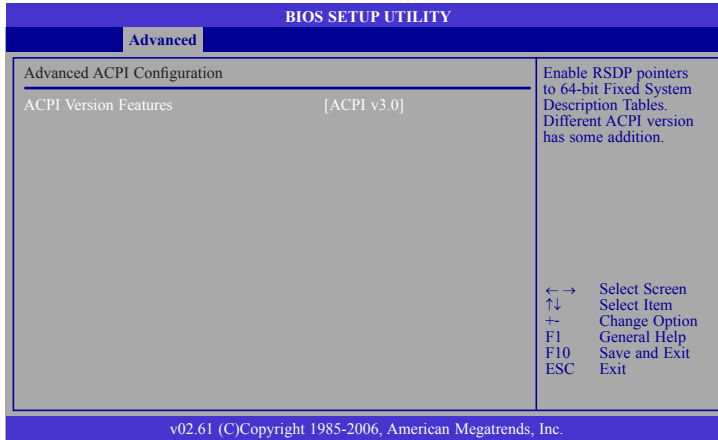 BIOS SETUP UTILITY
Advanced
Advanced ACPI Configuration
ACPI Version Features [ACPI v3.0]
Enable RSDP pointers
to 64-bit Fixed System
Description Tables.
Different ACPI version
has some addition.
←→ Select Screen
↑↓ Select Item
+- Change Option
F1 General Help
F10 Save and Exit
ESC Exit
v02.61 (C)Copyright 1985-2006, American Megatrends, Inc.